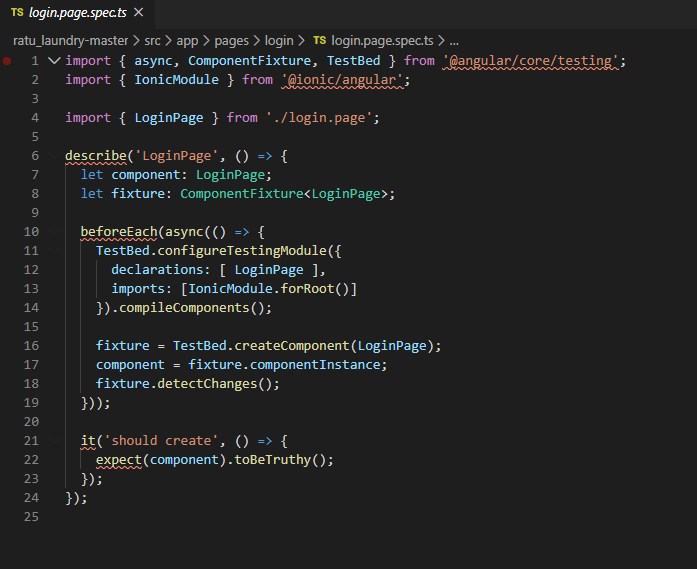 TS login.page.spec.ts ×
ratu_laundry-master > src > app > pages > login > TS login.page.spec.ts > ...
1 import { async, ComponentFixture, TestBed } from '@angular/core/testing';
2 import { IonicModule } from '@ionic/angular';
3
4 import { LoginPage } from './login.page';
5
6 describe('LoginPage', () => {
7   let component: LoginPage;
8   let fixture: ComponentFixture<LoginPage>;
9
10   beforeEach(async(() => {
11     TestBed.configureTestingModule({
12       declarations: [ LoginPage ],
13       imports: [IonicModule.forRoot()]
14     }).compileComponents();
15
16     fixture = TestBed.createComponent(LoginPage);
17     component = fixture.componentInstance;
18     fixture.detectChanges();
19   }));
20
21   it('should create', () => {
22     expect(component).toBeTruthy();
23   });
24 });
25